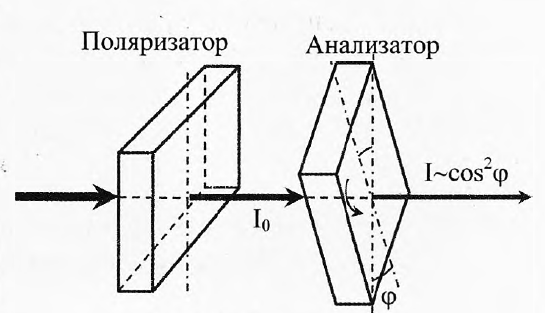 Поляризатор
Анализатор
I₀
I~cos²φ
φ